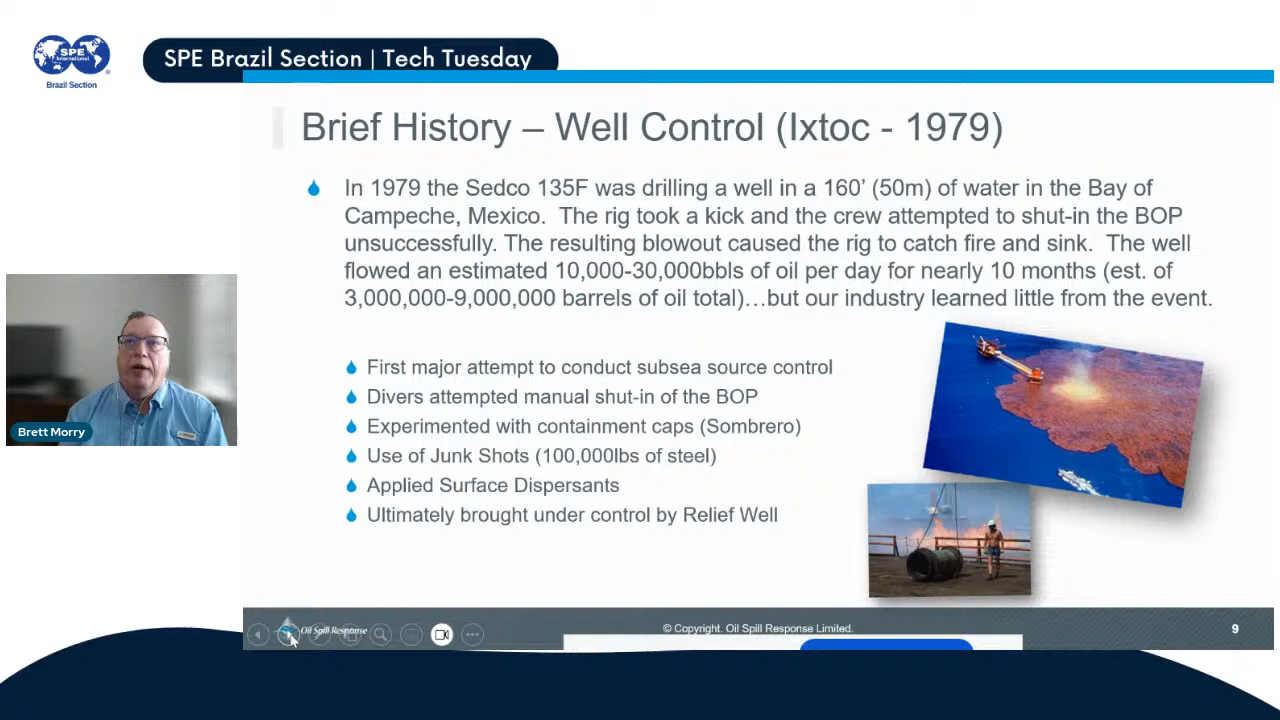 SPE
International
Brazil Section
SPE Brazil Section | Tech Tuesday
Brief History – Well Control (Ixtoc - 1979)
In 1979 the Sedco 135F was drilling a well in a 160’ (50m) of water in the Bay of
Campeche, Mexico.  The rig took a kick and the crew attempted to shut-in the BOP
unsuccessfully. The resulting blowout caused the rig to catch fire and sink.  The well
flowed an estimated 10,000-30,000bbls of oil per day for nearly 10 months (est. of
3,000,000-9,000,000 barrels of oil total)…but our industry learned little from the event.
First major attempt to conduct subsea source control
Divers attempted manual shut-in of the BOP
Experimented with containment caps (Sombrero)
Use of Junk Shots (100,000lbs of steel)
Applied Surface Dispersants
Ultimately brought under control by Relief Well
Brett Morry
Oil Spill Response
© Copyright. Oil Spill Response Limited.
9